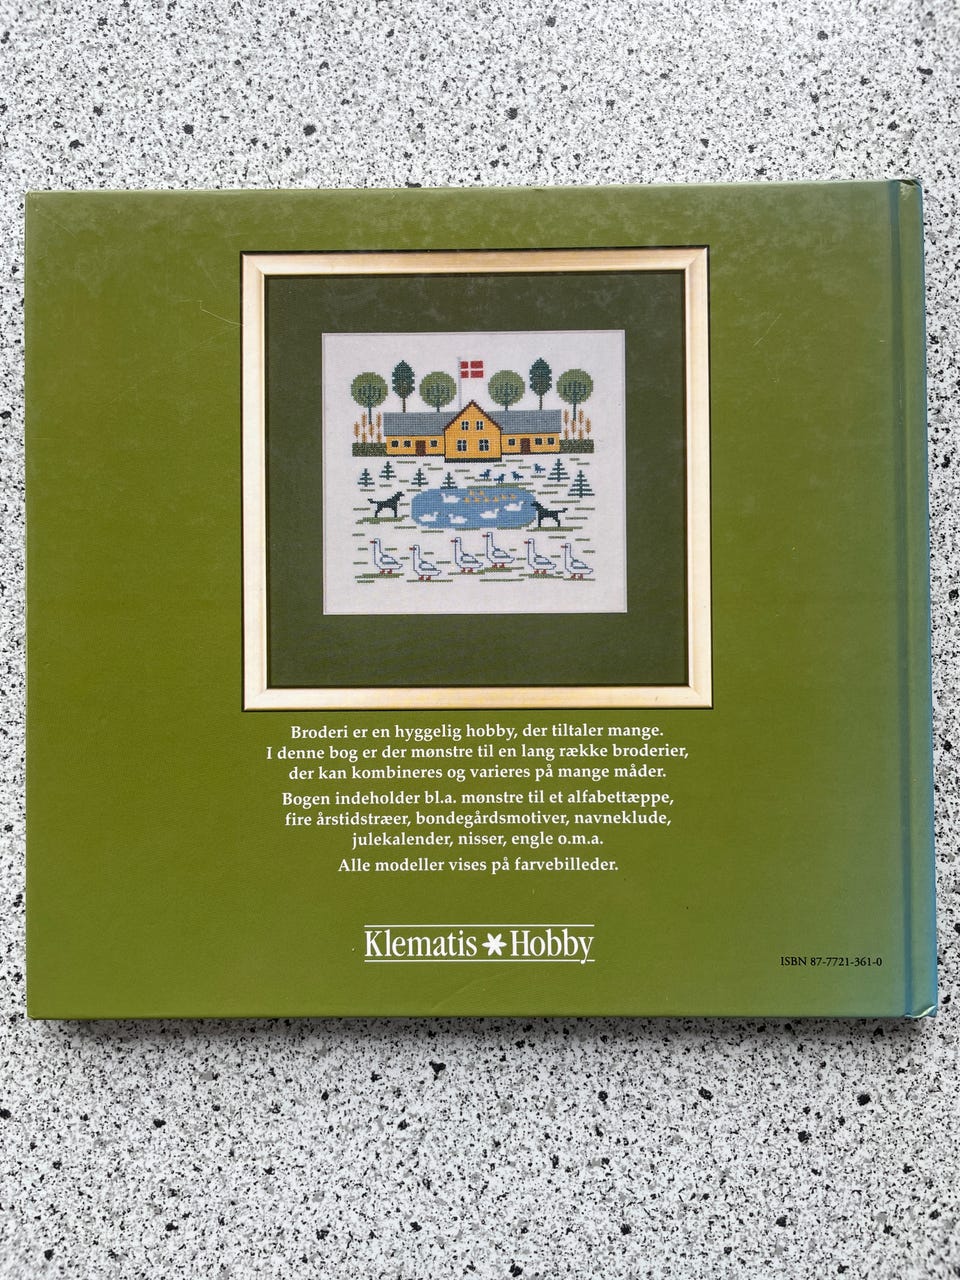 Broderi er en hyggelig hobby, der tiltaler mange.
I denne bog er der mønstre til en lang række broderier,
der kan kombineres og varieres på mange måder.
Bogen indeholder bl.a. mønstre til et alfabettæppe,
fire årstidstræer, bondegårdsmotiver, navneklude,
julekalender, nisser, engle o.m.a.
Alle modeller vises på farvebilleder.
Klematis Hobby
ISBN 87-7721-361-0